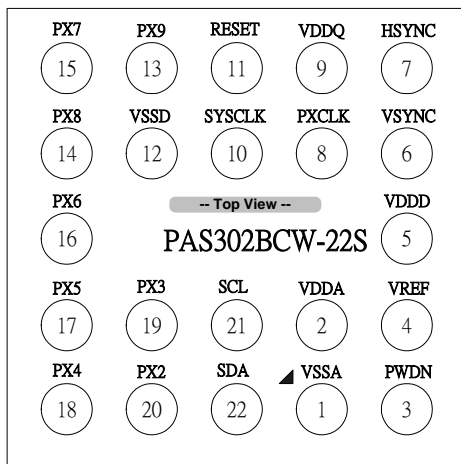 PX7 PX9 RESET VDDQ HSYNC
15 13 11 9 7
PX8 VSSD SYSCLK PXCLK VSYNC
14 12 10 8 6
PX6 -- Top View -- VDDD
16 PAS302BCW-22S 5
PX5 PX3 SCL VDDA VREF
17 19 21 2 4
PX4 PX2 SDA VSSA PWDN
18 20 22 1 3